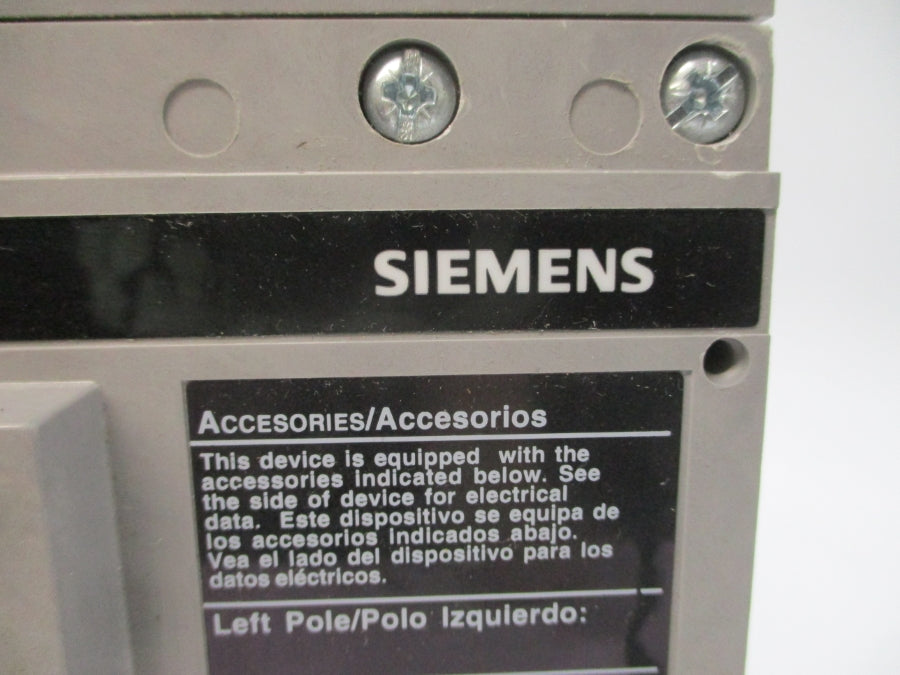 SIEMENS
ACCESORIES/Accesorios
This device is equipped with the
accessories indicated below. See
the side of device for electrical
data. Este dispositivo se equipa de
los accesorios indicados abajo.
Vea el lado del dispositivo para los
datos eléctricos.
Left Pole/Polo Izquierdo: